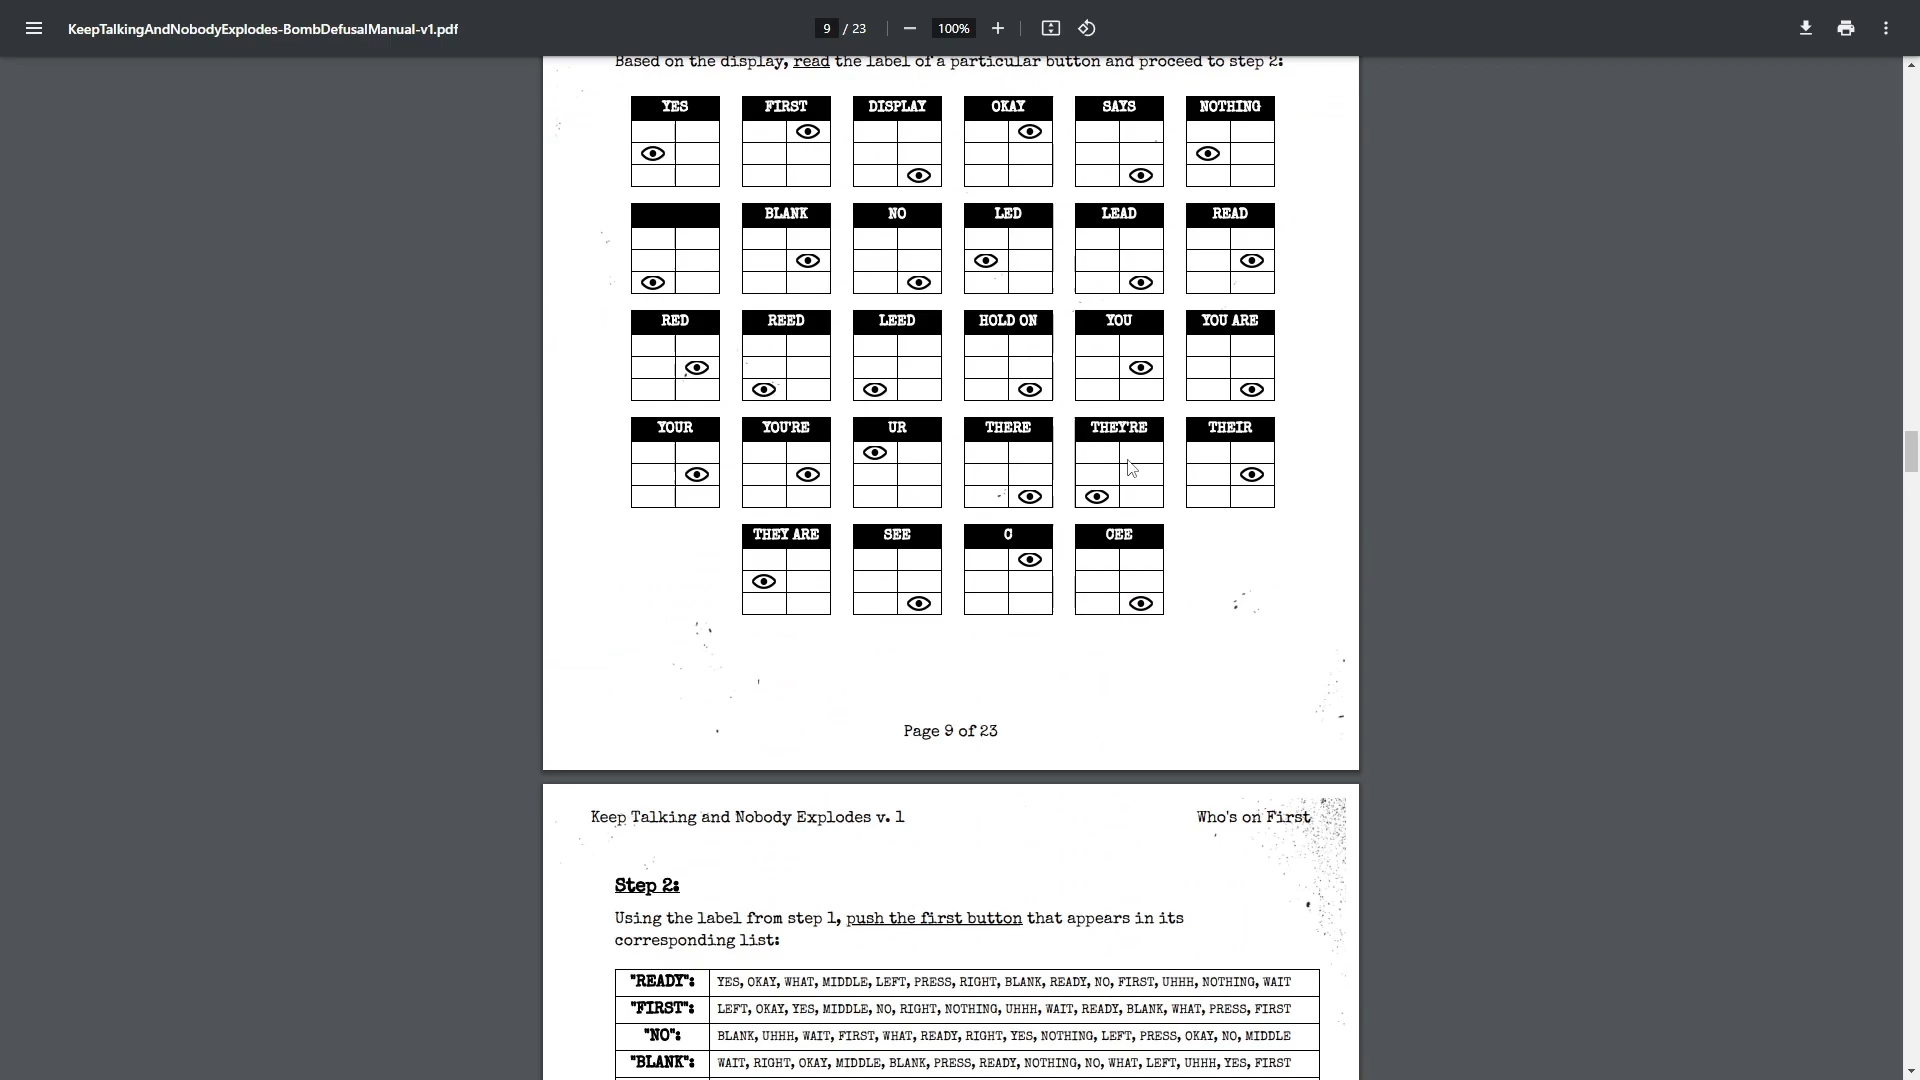 KeepTalkingAndNobodyExplodes-BombDefusalManual-v1.pdf
9 / 23
100%
Based on the display, read the label of a particular button and proceed to step 2:
YES FIRST DISPLAY OKAY SAYS NOTHING
BLANK NO LED LEAD READ
RED REED LEED HOLD ON YOU YOU ARE
YOUR YOU'RE UR THERE THEY'RE THEIR
THEY ARE SEE C CEE
Page 9 of 23
Keep Talking and Nobody Explodes v. 1
Who's on First
Step 2:
Using the label from step 1, push the first button that appears in its
corresponding list:
"READY": YES, OKAY, WHAT, MIDDLE, LEFT, PRESS, RIGHT, BLANK, READY, NO, FIRST, UHHH, NOTHING, WAIT
"FIRST": LEFT, OKAY, YES, MIDDLE, NO, RIGHT, NOTHING, UHHH, WAIT, READY, BLANK, WHAT, PRESS, FIRST
"NO": BLANK, UHHH, WAIT, FIRST, WHAT, READY, RIGHT, YES, NOTHING, LEFT, PRESS, OKAY, NO, MIDDLE
"BLANK": WAIT, RIGHT, OKAY, MIDDLE, BLANK, PRESS, READY, NOTHING, NO, WHAT, LEFT, UHHH, YES, FIRST